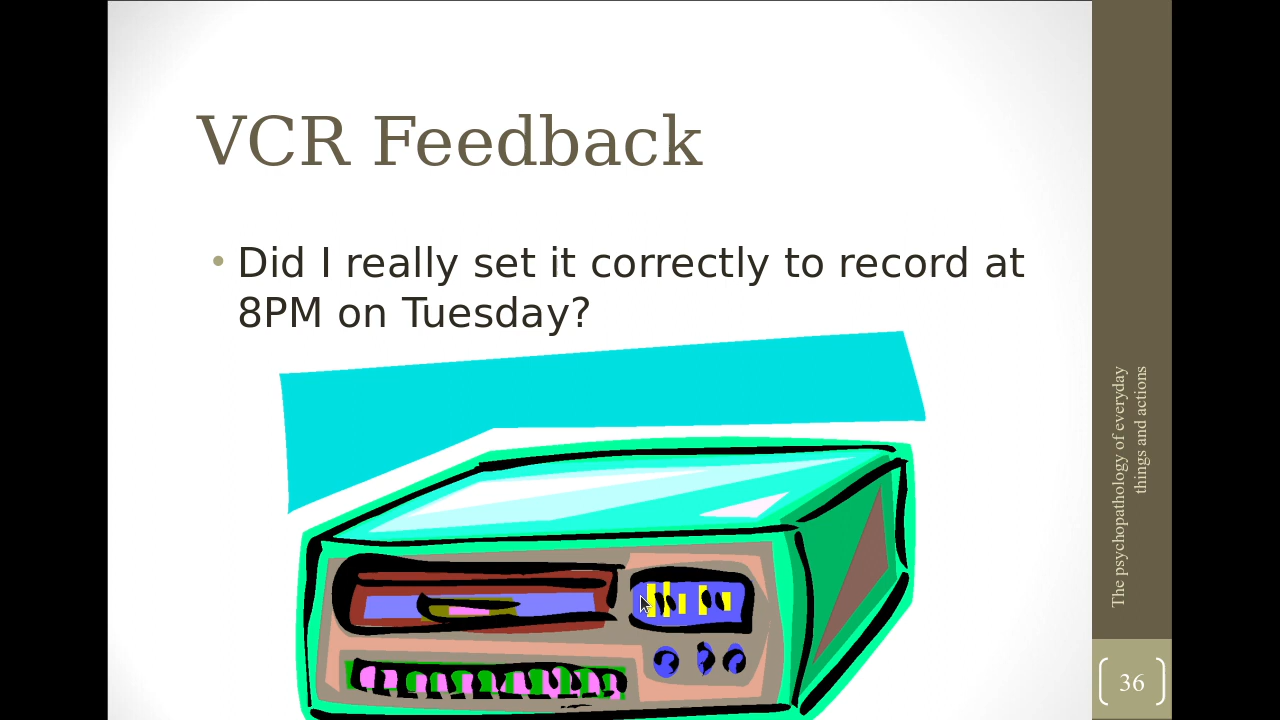 VCR Feedback
• Did I really set it correctly to record at
8PM on Tuesday?
The psychopathology of everyday
things and actions
36